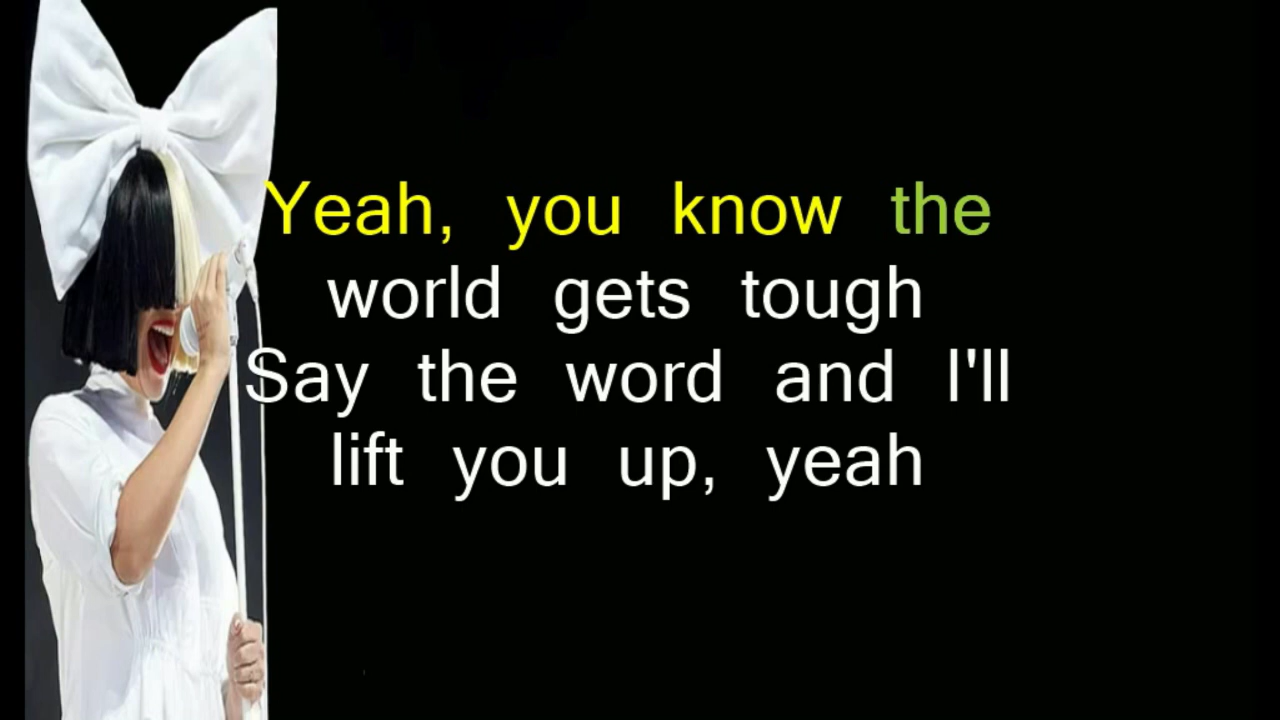 Yeah, you know the
world gets tough
Say the word and I'll
lift you up, yeah